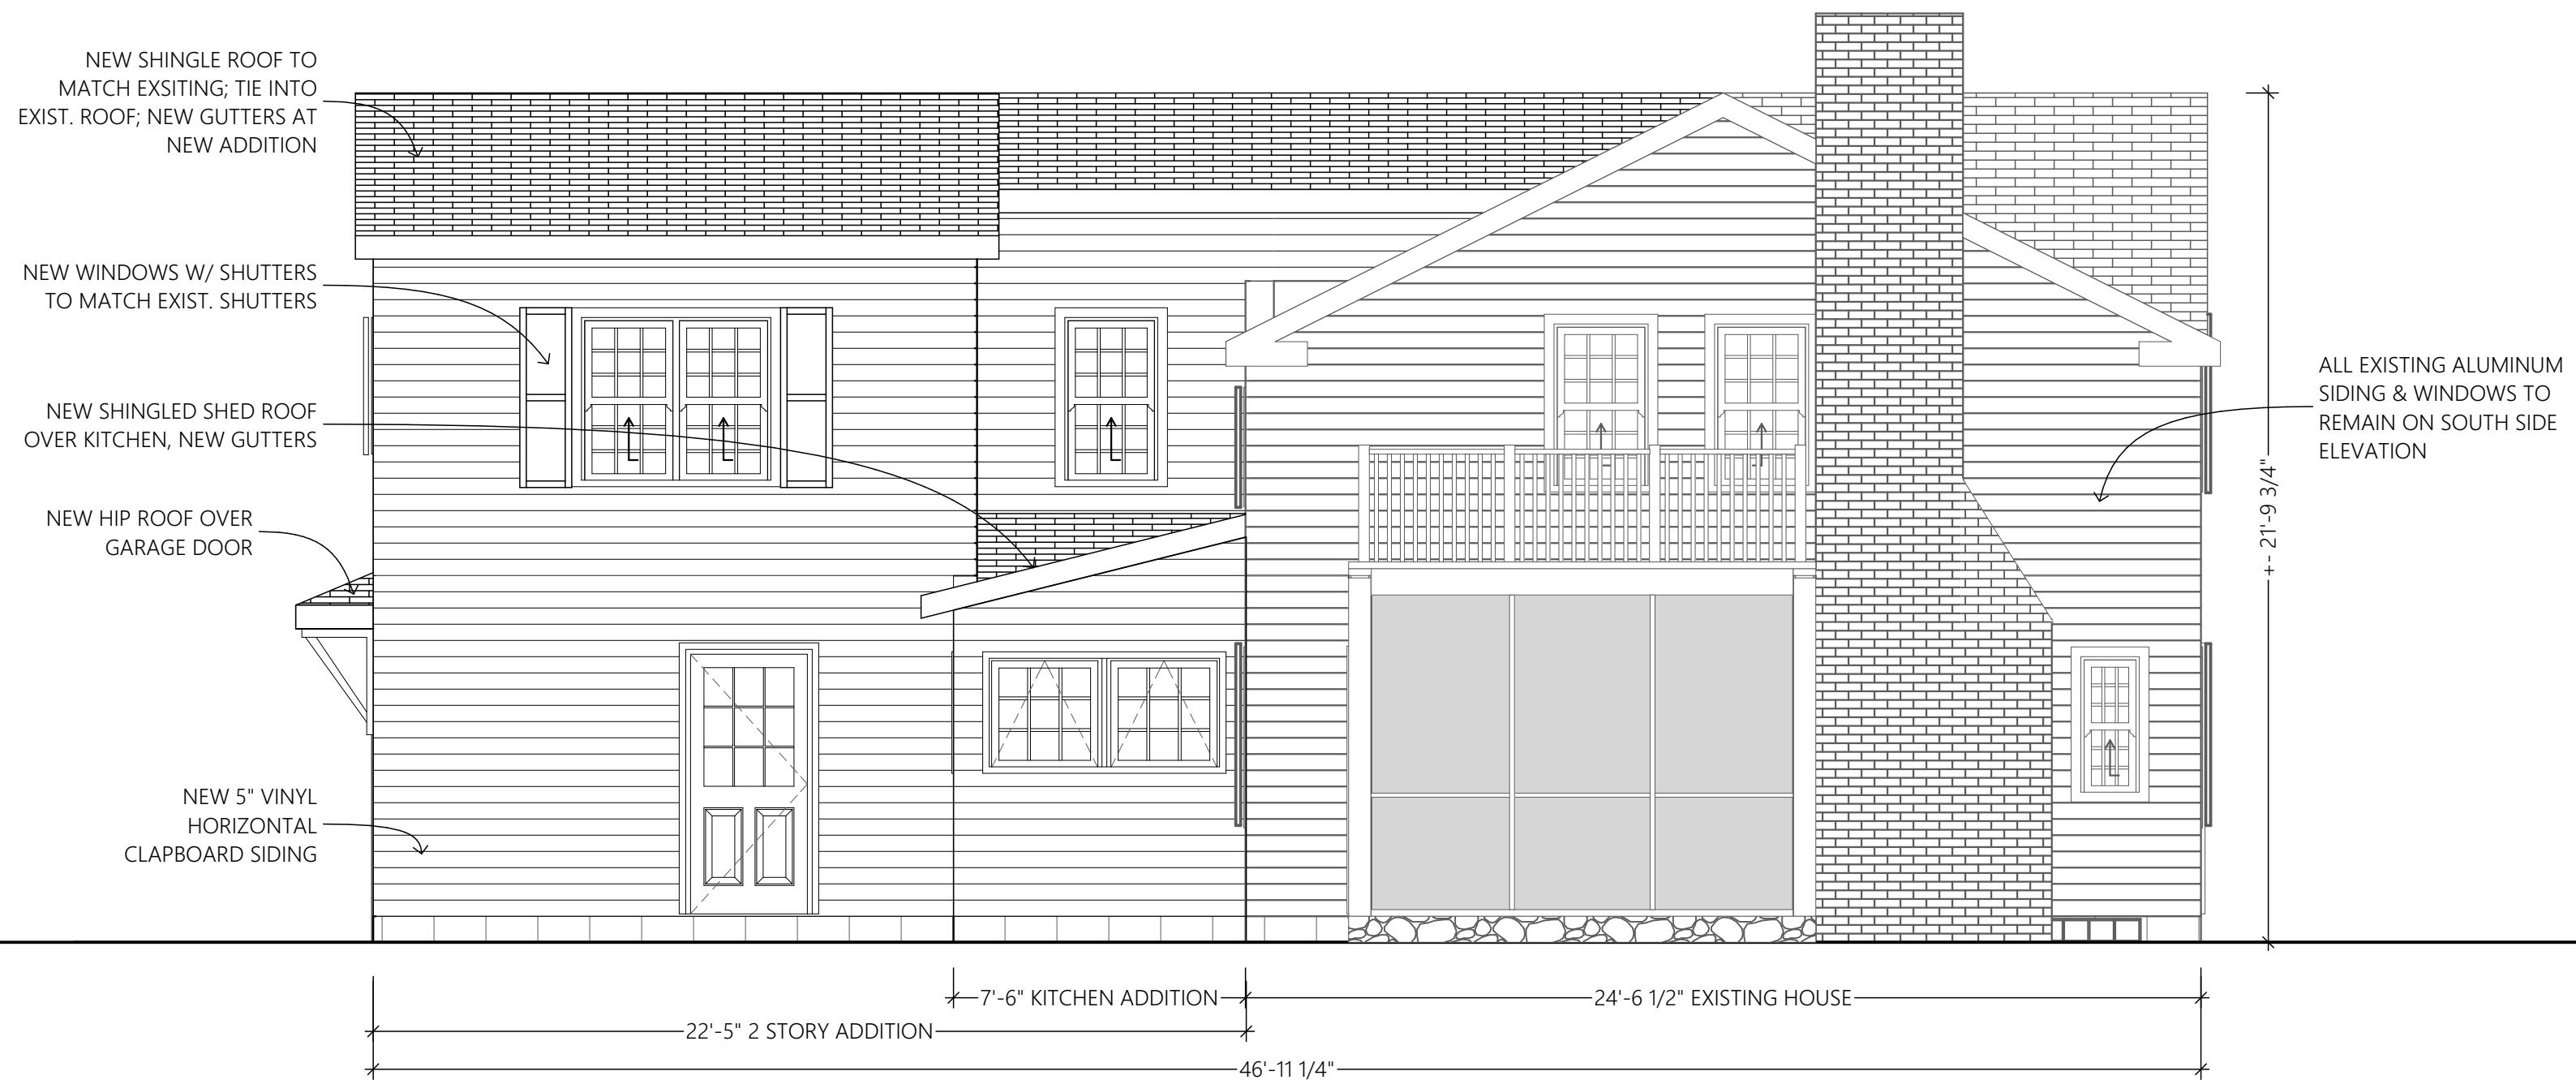 NEW SHINGLE ROOF TO
MATCH EXSITING; TIE INTO
EXIST. ROOF; NEW GUTTERS AT
NEW ADDITION
NEW WINDOWS W/ SHUTTERS
TO MATCH EXIST. SHUTTERS
NEW SHINGLED SHED ROOF
OVER KITCHEN, NEW GUTTERS
NEW HIP ROOF OVER
GARAGE DOOR
NEW 5" VINYL
HORIZONTAL
CLAPBOARD SIDING
ALL EXISTING ALUMINUM
SIDING & WINDOWS TO
REMAIN ON SOUTH SIDE
ELEVATION
+- 21'-9 3/4"
7'-6" KITCHEN ADDITION
24'-6 1/2" EXISTING HOUSE
22'-5" 2 STORY ADDITION
46'-11 1/4"